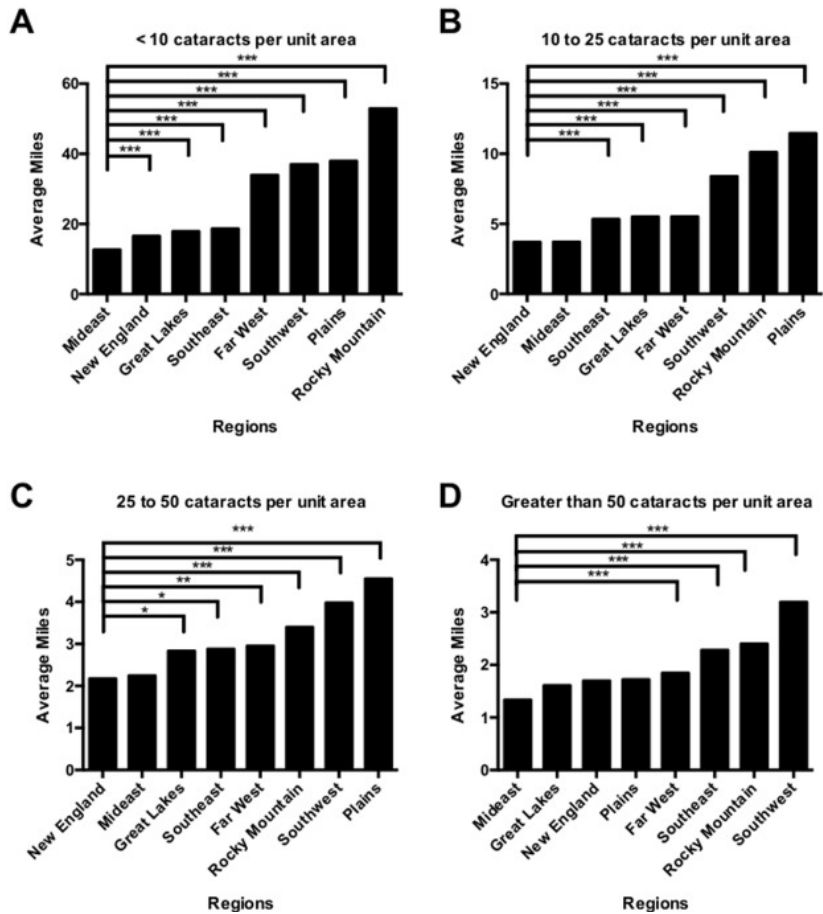 A
< 10 cataracts per unit area
***
***
***
***
***
***
***
60
40
20
0
Average Miles
Mideast
New England
Great Lakes
Southeast
Far West
Southwest
Plains
Rocky Mountain
Regions
B
10 to 25 cataracts per unit area
***
***
***
***
***
***
15
10
5
0
Average Miles
New England
Mideast
Southeast
Great Lakes
Far West
Southwest
Rocky Mountain
Plains
Regions
C
25 to 50 cataracts per unit area
***
***
***
**
*
*
5
4
3
2
1
0
Average Miles
New England
Mideast
Great Lakes
Southeast
Far West
Rocky Mountain
Southwest
Plains
Regions
D
Greater than 50 cataracts per unit area
***
***
***
***
4
3
2
1
0
Average Miles
Mideast
Great Lakes
New England
Plains
Far West
Southeast
Rocky Mountain
Southwest
Regions